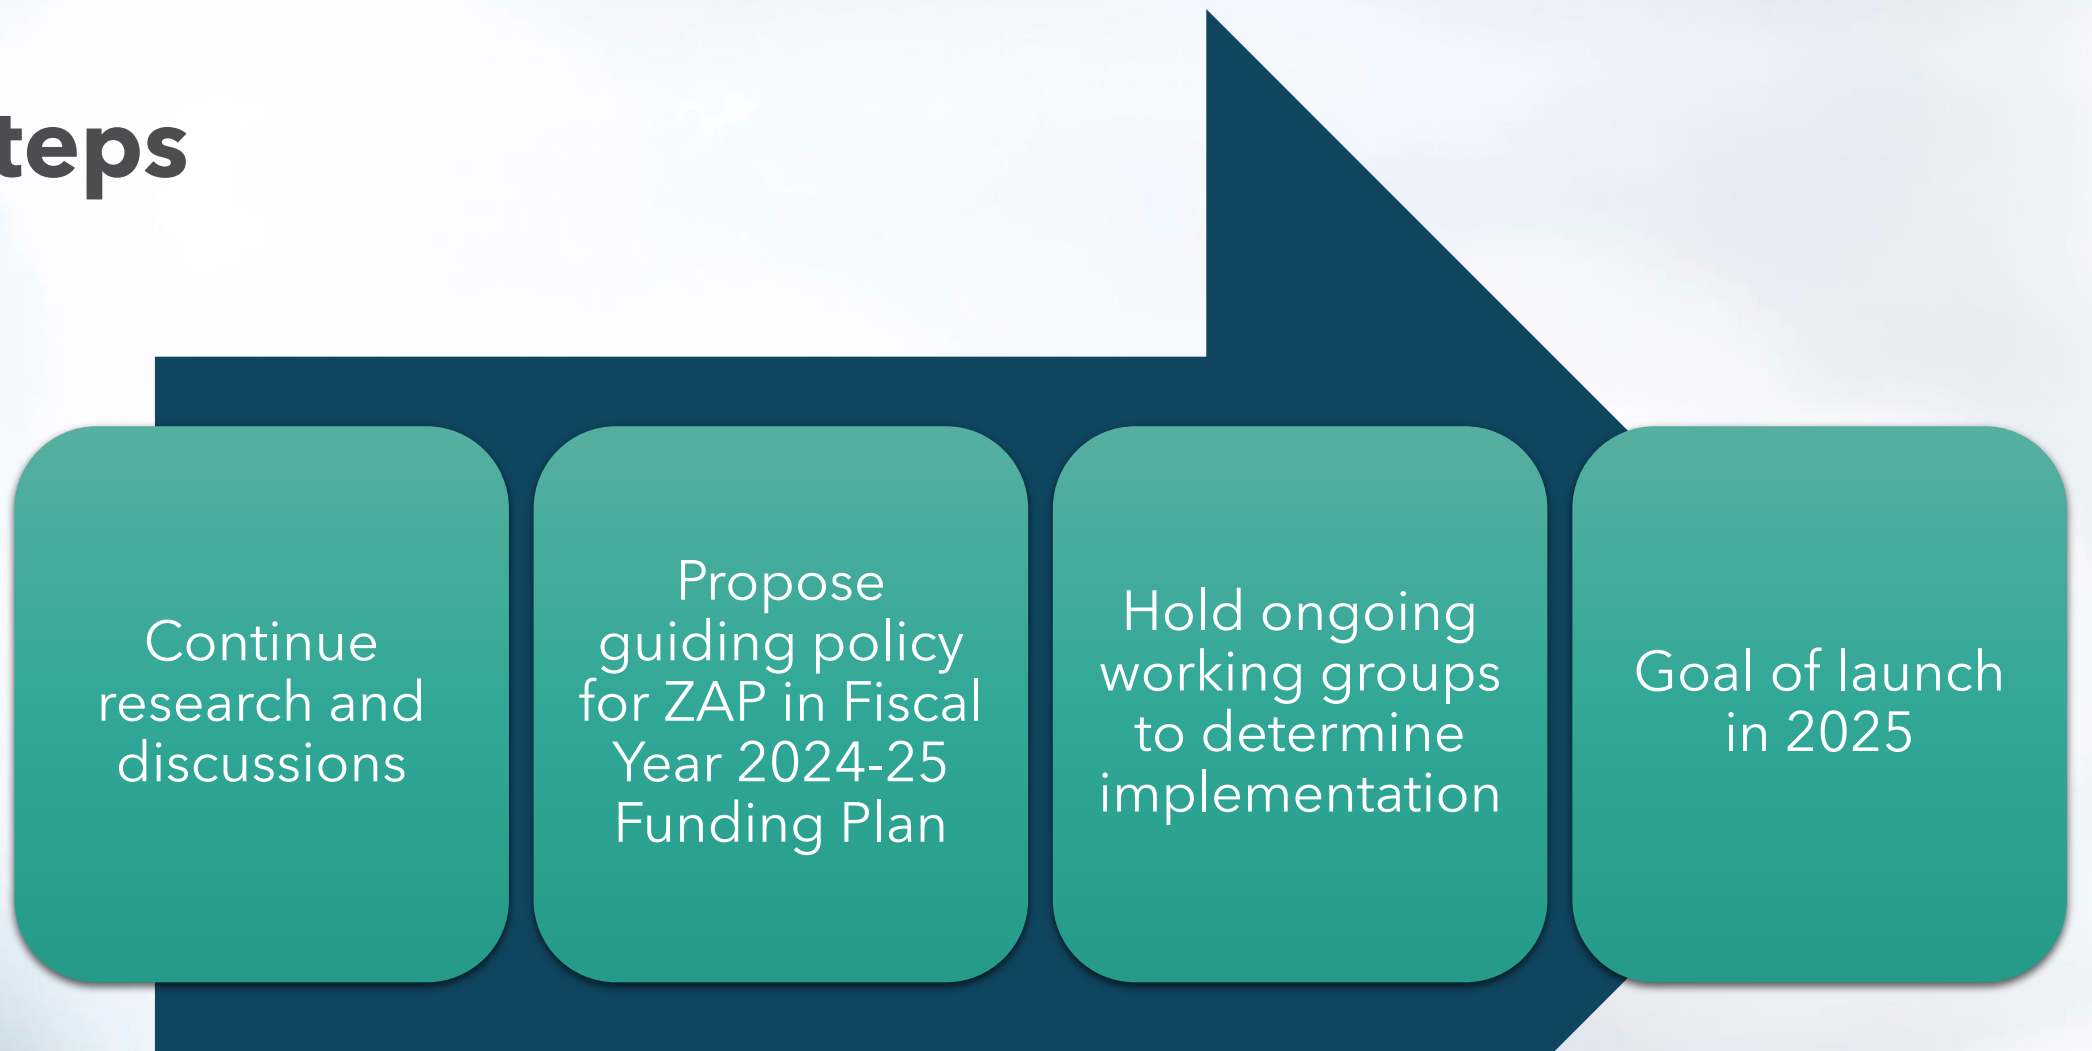 teps
Continue
research and
discussions
Propose
guiding policy
for ZAP in Fiscal
Year 2024-25
Funding Plan
Hold ongoing
working groups
to determine
implementation
Goal of launch
in 2025